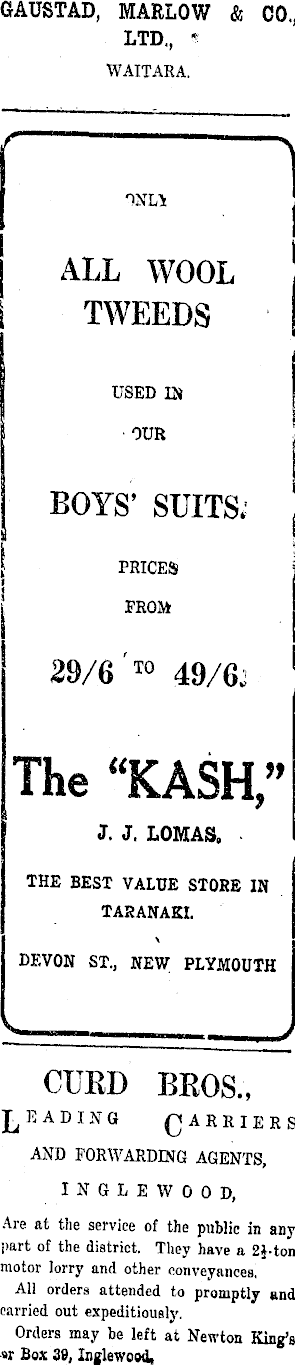 GAUSTAD, MARLOW & CO.,
LTD.,
WAITARA.
ONLY
ALL WOOL
TWEEDS
USED IN
OUR
BOYS' SUITS.
PRICES
FROM
29/6 TO 49/6.
The "KASH,"
J. J. LOMAS.
THE BEST VALUE STORE IN
TARANAKI.
DEVON ST., NEW PLYMOUTH
CURD BROS.,
LEADING CARRIERS
AND FORWARDING AGENTS,
INGLEWOOD,
Are at the service of the public in any
part of the district. They have a 2½-ton
motor lorry and other conveyances.
All orders attended to promptly and
carried out expeditiously.
Orders may be left at Newton King's
or Box 39, Inglewood.